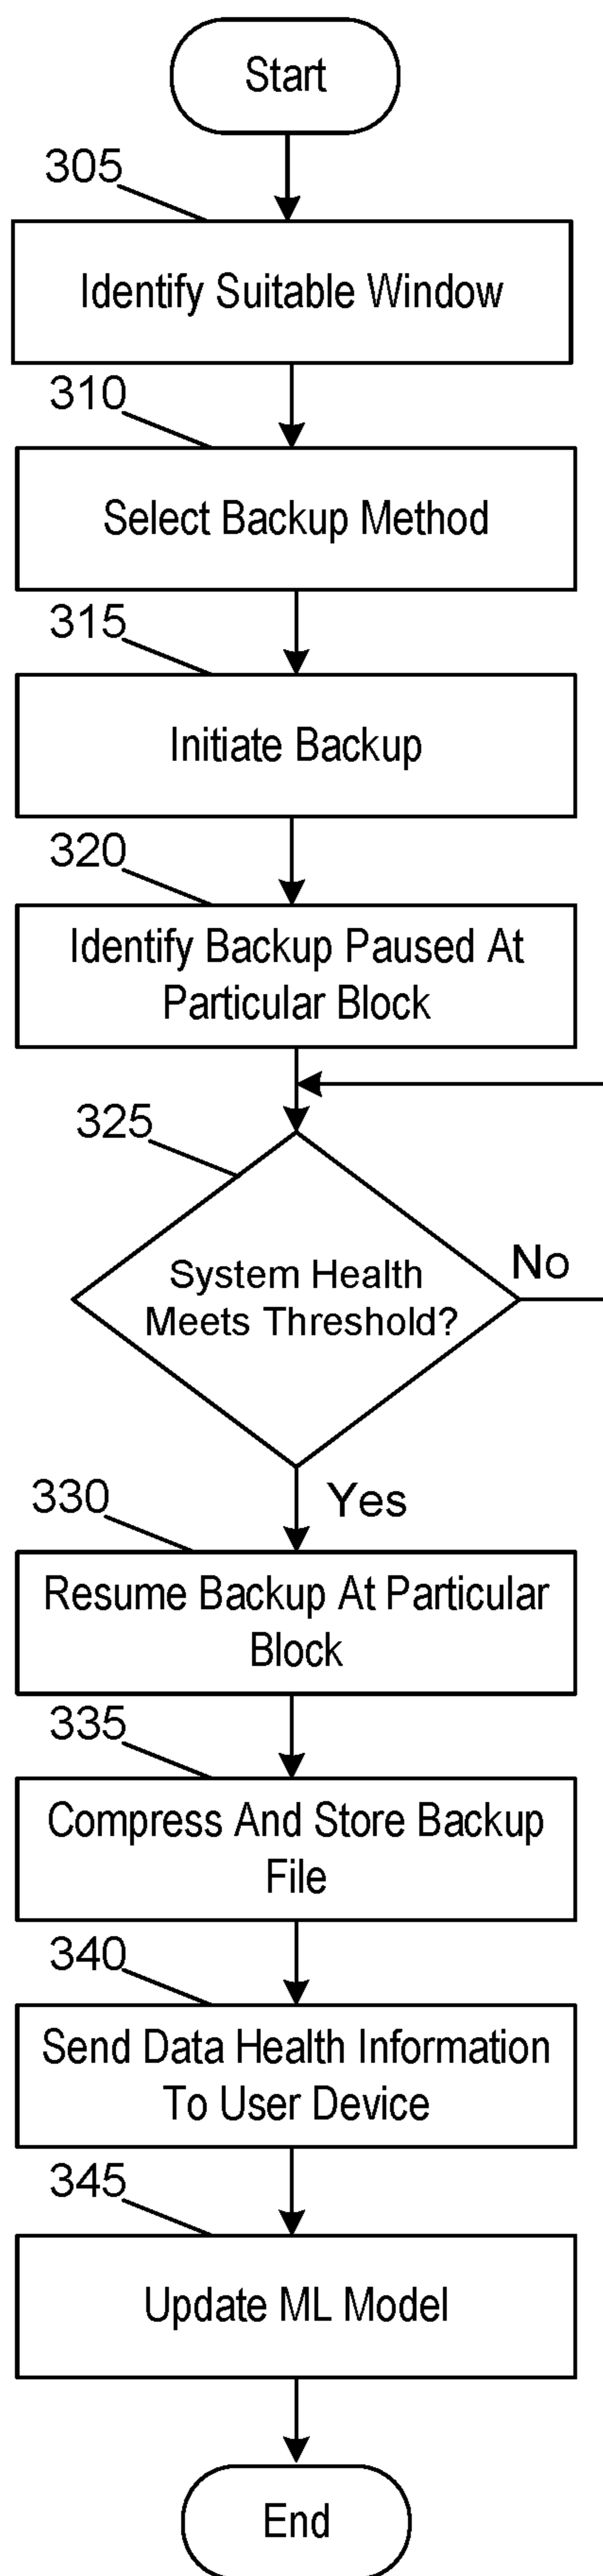 Start
305
Identify Suitable Window
310
Select Backup Method
315
Initiate Backup
320
Identify Backup Paused At
Particular Block
325
System Health
Meets Threshold?
No
Yes
330
Resume Backup At Particular
Block
335
Compress And Store Backup
File
340
Send Data Health Information
To User Device
345
Update ML Model
End